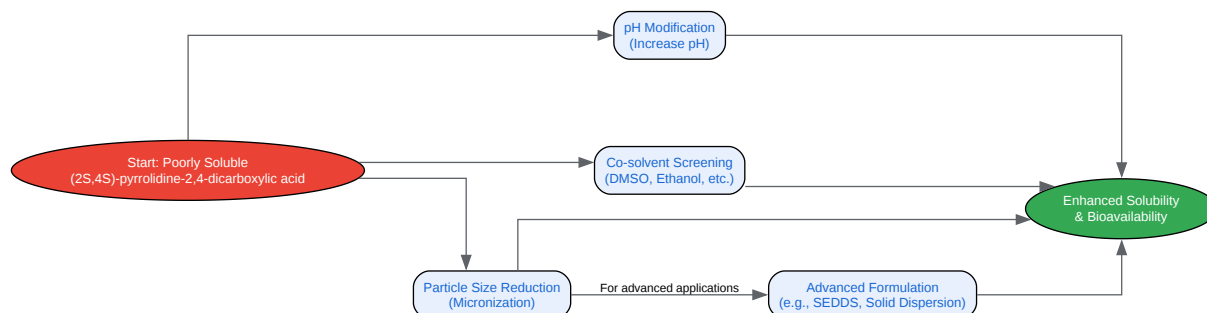 pH Modification
(Increase pH)
Start: Poorly Soluble
(2S,4S)-pyrrolidine-2,4-dicarboxylic acid
Co-solvent Screening
(DMSO, Ethanol, etc.)
Enhanced Solubility
& Bioavailability
Particle Size Reduction
(Micronization)
For advanced applications
Advanced Formulation
(e.g., SEDDS, Solid Dispersion)